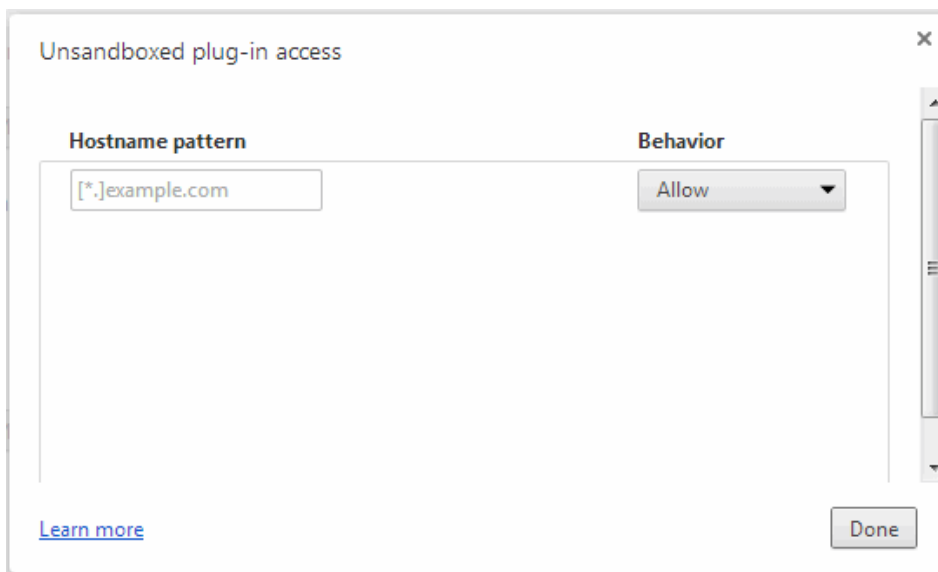 Unsandboxed plug-in access
Hostname pattern Behavior
[*.]example.com Allow
Learn more Done